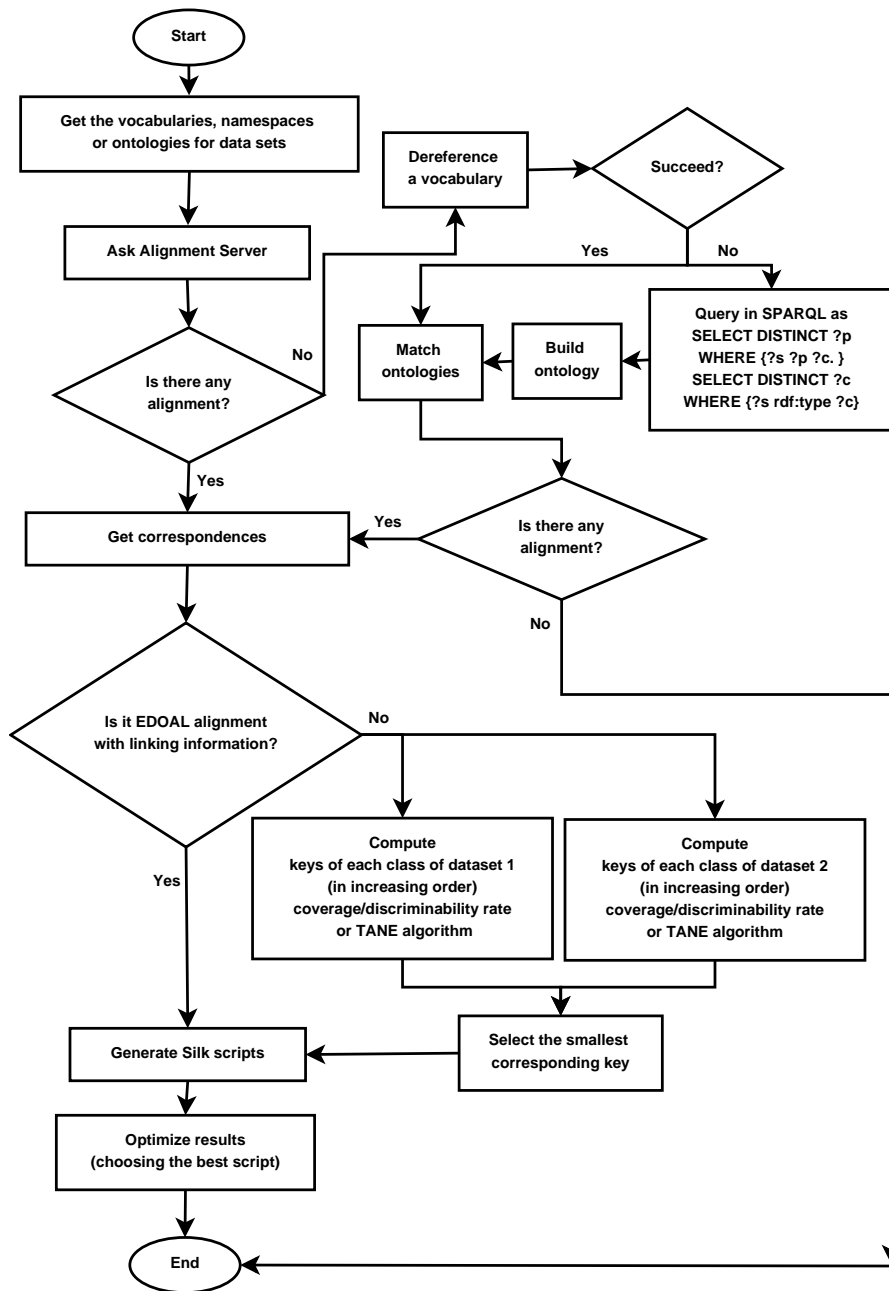 Start
Get the vocabularies, namespaces
or ontologies for data sets
Ask Alignment Server
Is there any
alignment?
No
Yes
Dereference
a vocabulary
Succeed?
Yes
No
Query in SPARQL as
SELECT DISTINCT ?p
WHERE {?s ?p ?c. }
SELECT DISTINCT ?c
WHERE {?s rdf:type ?c}
Build
ontology
Match
ontologies
Is there any
alignment?
Yes
No
Get correspondences
Is it EDOAL alignment
with linking information?
No
Yes
Compute
keys of each class of dataset 1
(in increasing order)
coverage/discriminability rate
or TANE algorithm
Compute
keys of each class of dataset 2
(in increasing order)
coverage/discriminability rate
or TANE algorithm
Select the smallest
corresponding key
Generate Silk scripts
Optimize results
(choosing the best script)
End